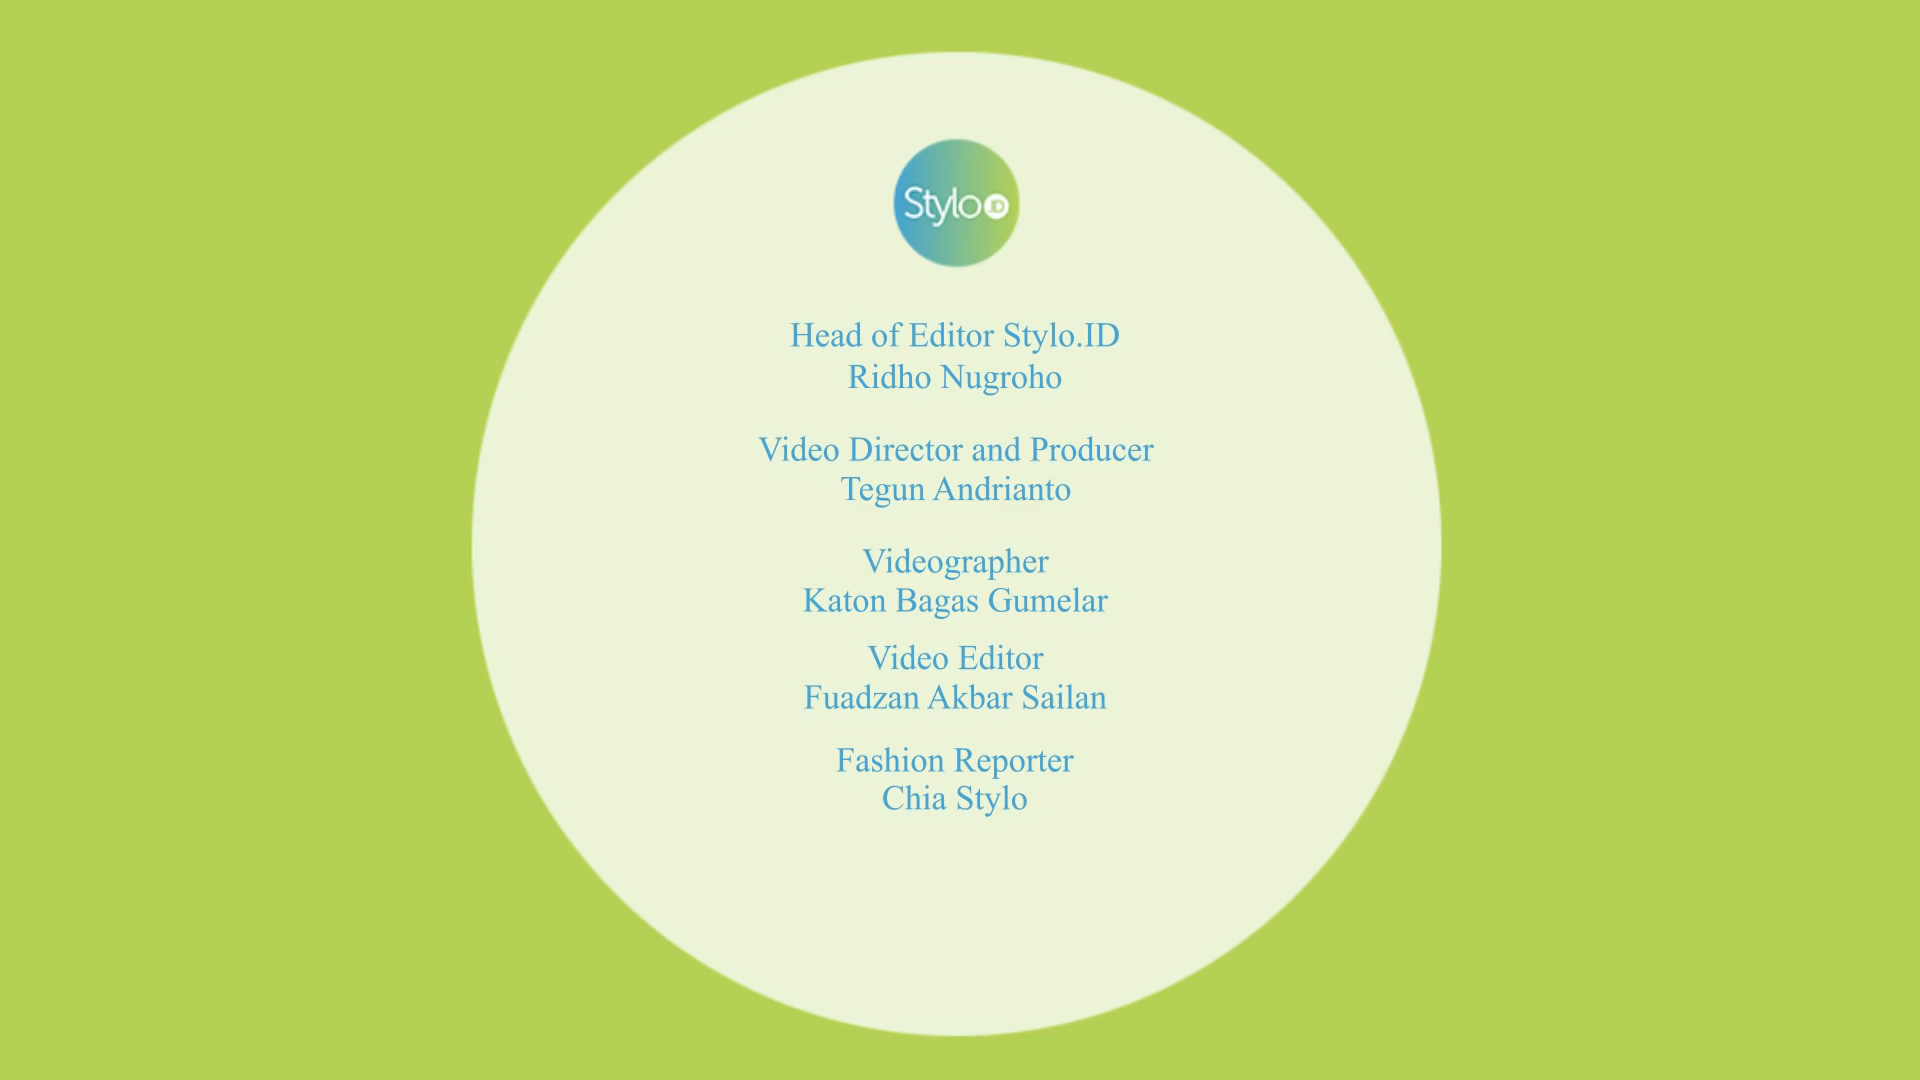 Stylo ID
Head of Editor Stylo.ID
Ridho Nugroho
Video Director and Producer
Tegun Andrianto
Videographer
Katon Bagas Gumelar
Video Editor
Fuadzan Akbar Sailan
Fashion Reporter
Chia Stylo